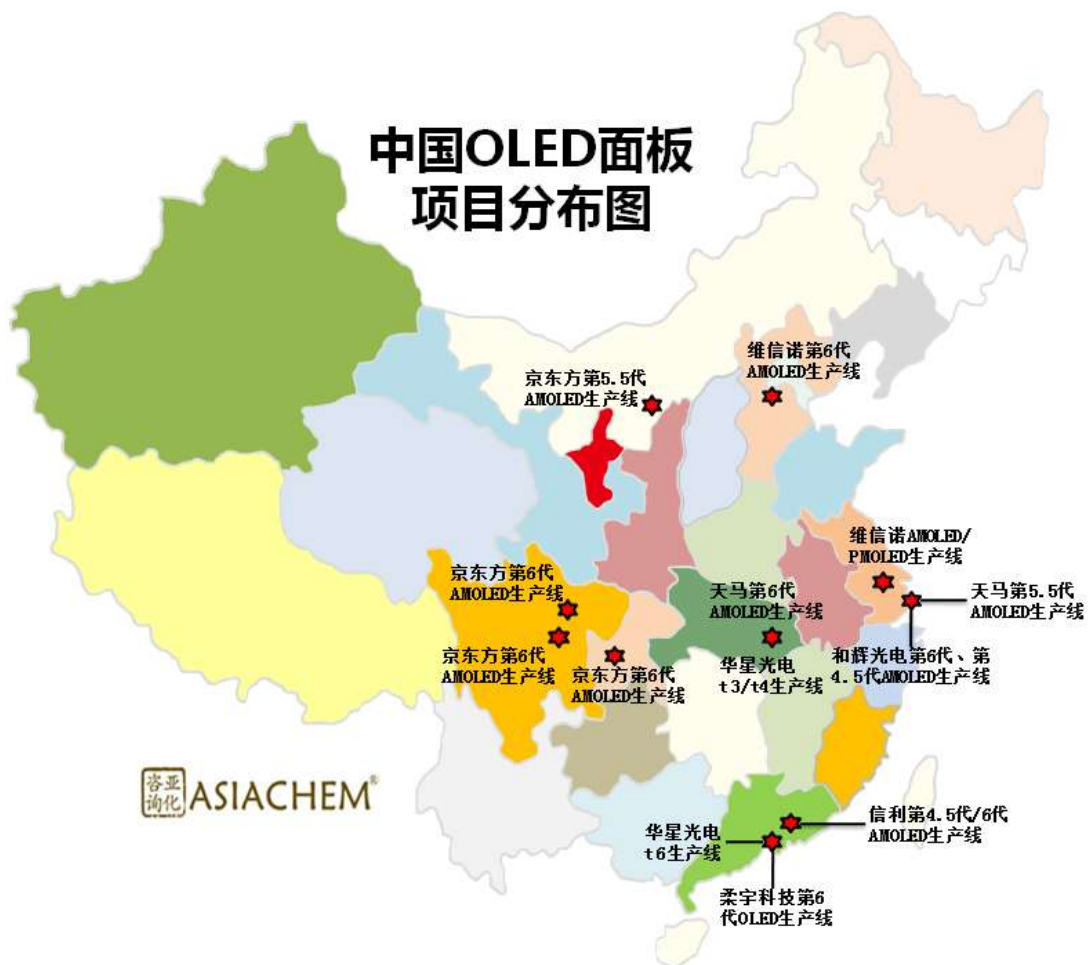 中国OLED面板
项目分布图
维信诺第6代
AMOLED生产线
京东方第5.5代
AMOLED生产线
维信诺AMOLED/
PMOLED生产线
京东方第6代
AMOLED生产线
天马第6代
AMOLED生产线
天马第5.5代
AMOLED生产线
京东方第6代
AMOLED生产线
京东方第6代
AMOLED生产线
华星光电
t3/t4生产线
和辉光电第6代、第
4.5代AMOLED生产线
咨亚
询化
ASIACHEM®
华星光电
t6生产线
信利第4.5代/6代
AMOLED生产线
柔宇科技第6
代OLED生产线